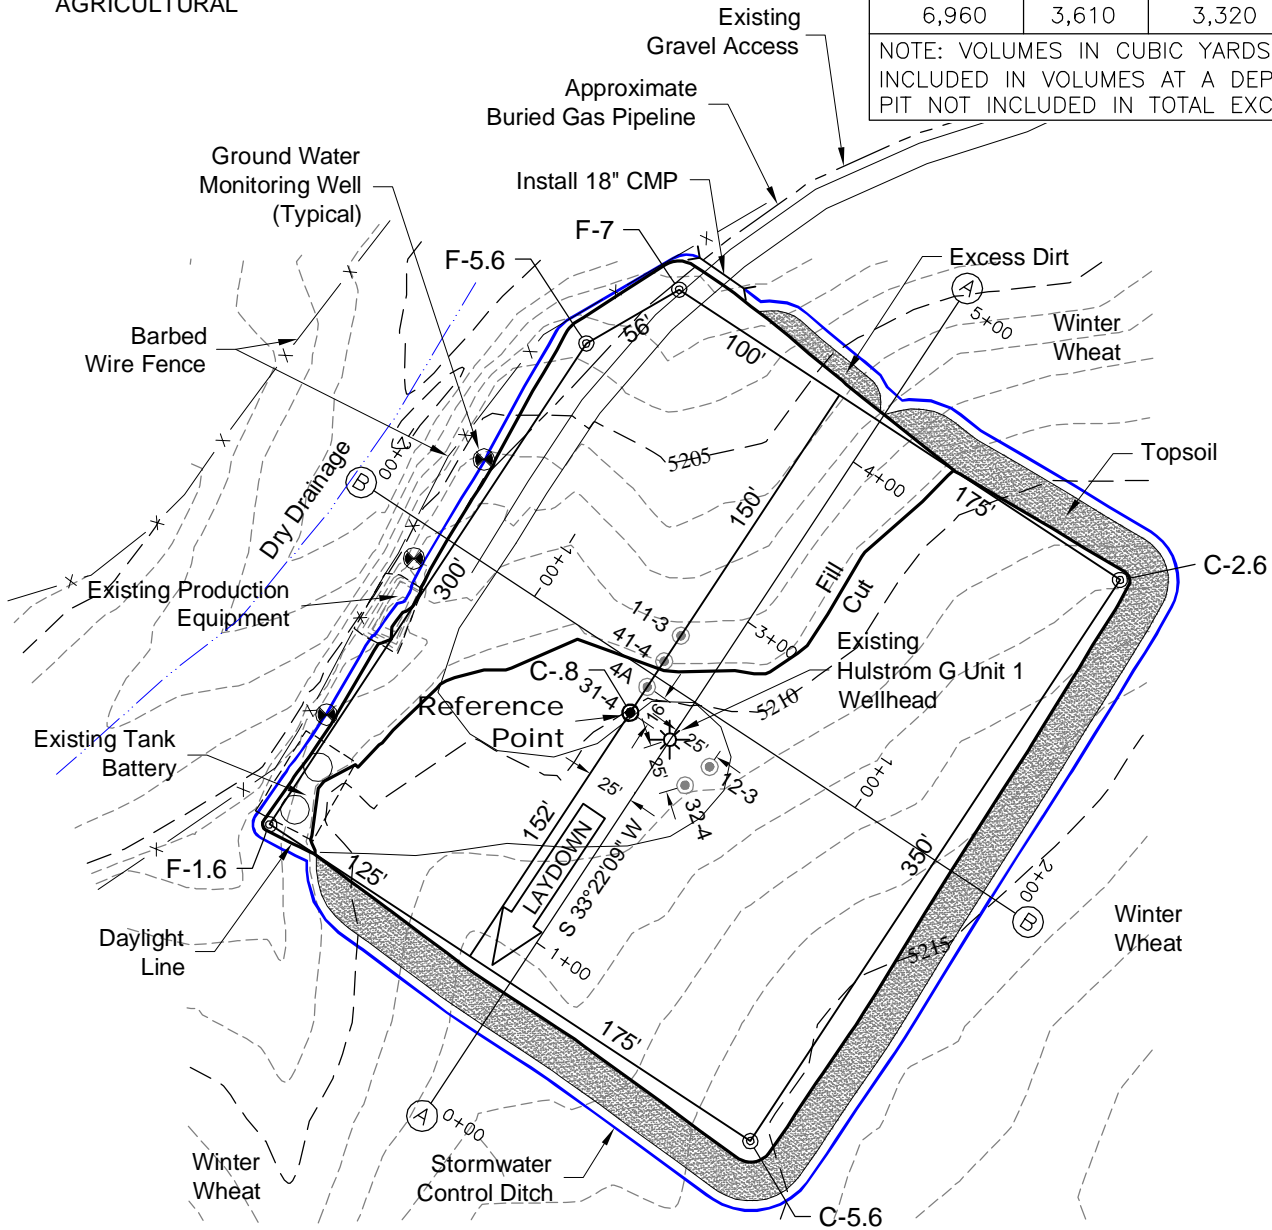 AGRICULTURAL
6,960 3,610 3,320
NOTE: VOLUMES IN CUBIC YARDS
INCLUDED IN VOLUMES AT A DEP
PIT NOT INCLUDED IN TOTAL EXC
Existing
Gravel Access
Approximate
Buried Gas Pipeline
Ground Water
Monitoring Well
(Typical)
Install 18" CMP
F-7
F-5.6
Excess Dirt
A
5+00
Winter
Wheat
Barbed
Wire Fence
56'
100'
Topsoil
5205
4+00
2+00
B
Dry Drainage
150'
175'
C-2.6
Existing Production
Equipment
300'
1+00
Fill
Cut
11-3
41-4
3+00
4A
C-.8
31-4
Existing
Hulstrom G Unit 1
Wellhead
Reference
Point
16'
5210
25'
25'
Existing Tank
Battery
12-3
32-4
25'
1+00
152'
LAYDOWN
S 33°22'09" W
350'
F-1.6
125'
2+00
B
Winter
Wheat
Daylight
Line
5215
1+00
175'
A
0+00
Winter
Wheat
Stormwater
Control Ditch
C-5.6